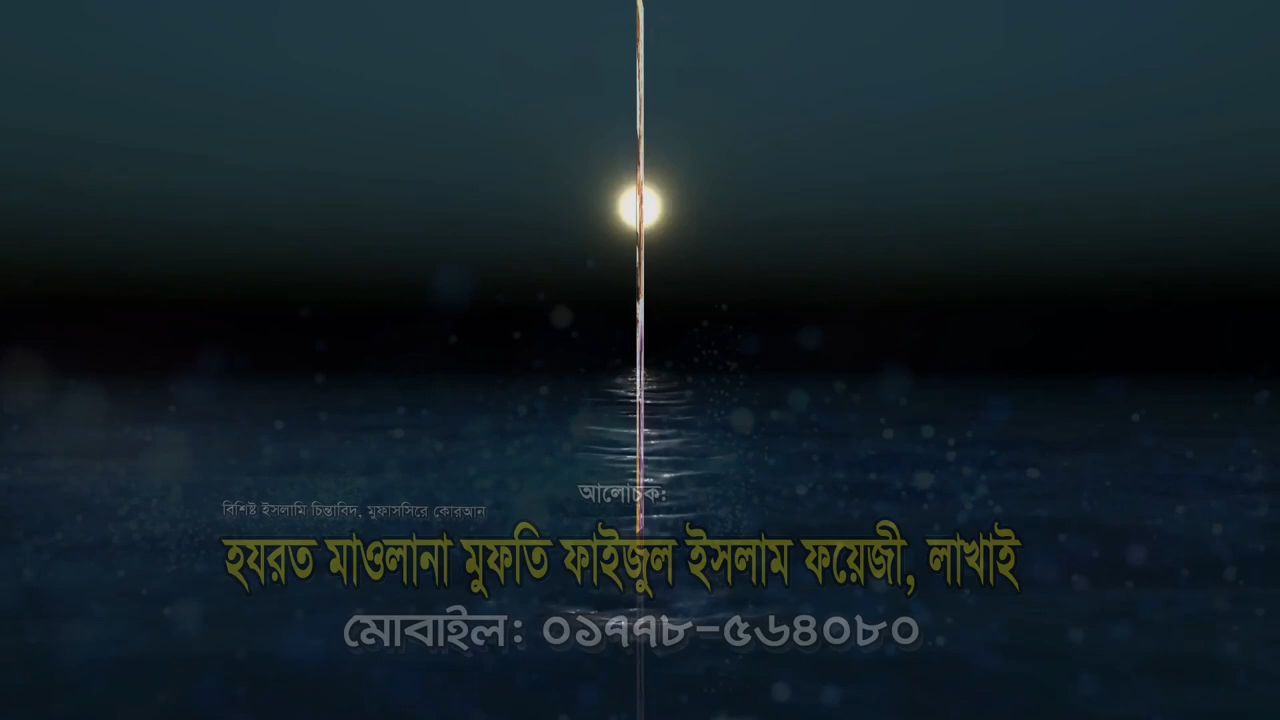 আলোচক:
বিশিষ্ট ইসলামি চিন্তাবিদ, মুফাসসিরে কোরআন
হযরত মাওলানা মুফতি ফাইজুল ইসলাম ফয়েজী, লাখাই
মোবাইল: ০১৭৭৮-৫৬৪০৮০